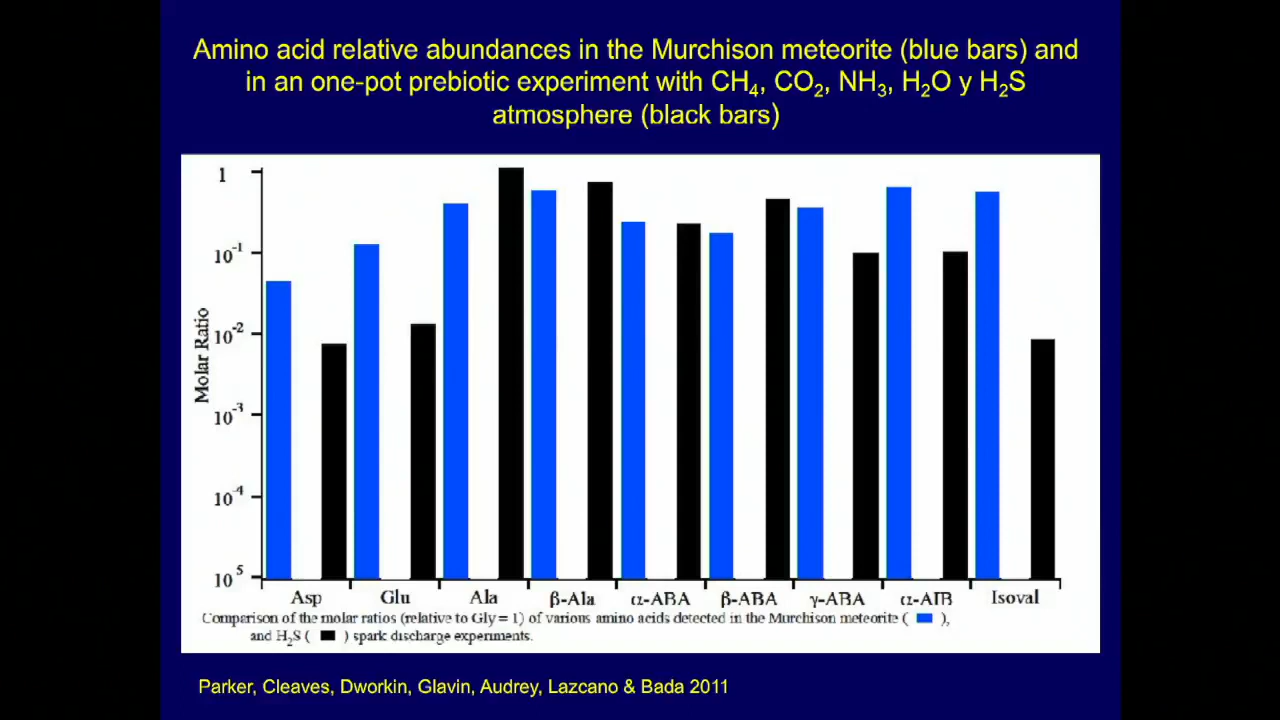 Amino acid relative abundances in the Murchison meteorite (blue bars) and
in an one-pot prebiotic experiment with CH₄, CO₂, NH₃, H₂O y H₂S
atmosphere (black bars)
Molar Ratio
1
10⁻¹
10⁻²
10⁻³
10⁻⁴
10⁻⁵
Asp Glu Ala β-Ala α-ABA β-ABA γ-ABA α-AIB Isoval
Comparison of the molar ratios (relative to Gly = 1) of various amino acids detected in the Murchison meteorite ( ),
and H₂S ( ) spark discharge experiments.
Parker, Cleaves, Dworkin, Glavin, Audrey, Lazcano & Bada 2011